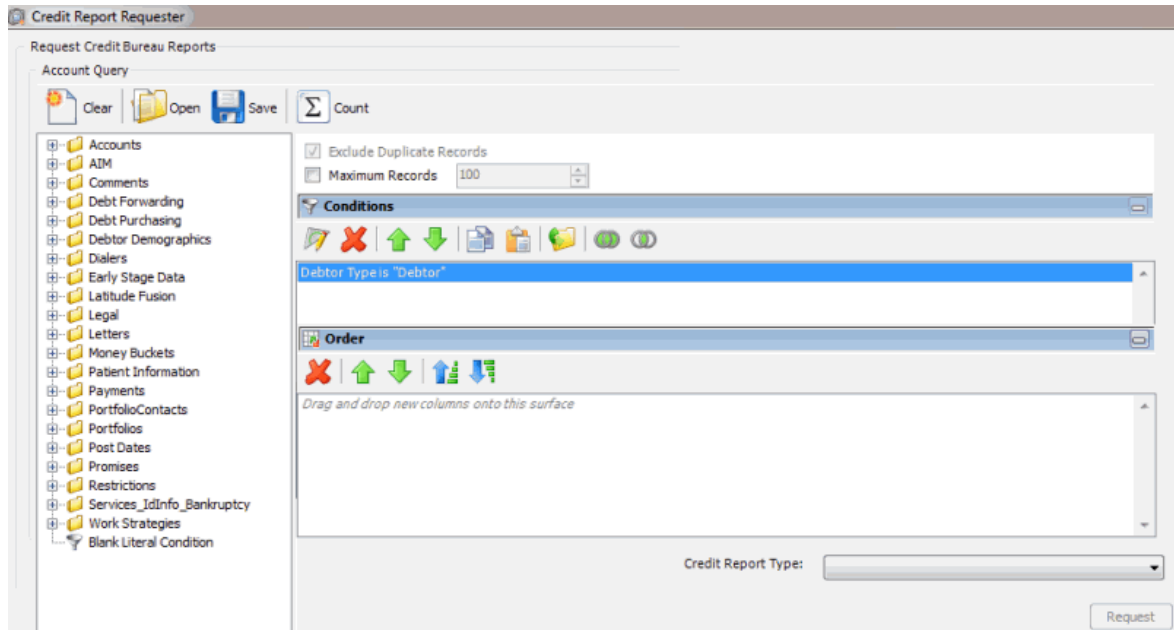 Credit Report Requester
Request Credit Bureau Reports
Account Query
Clear Open Save Σ Count
Accounts
AIM
Comments
Debt Forwarding
Debt Purchasing
Debtor Demographics
Dialers
Early Stage Data
Latitude Fusion
Legal
Letters
Money Buckets
Patient Information
Payments
PortfolioContacts
Portfolios
Post Dates
Promises
Restrictions
Services_IdInfo_Bankruptcy
Work Strategies
Blank Literal Condition
Exclude Duplicate Records
Maximum Records 100
Conditions
Debtor Type is "Debtor"
Order
Drag and drop new columns onto this surface
Credit Report Type:
Request